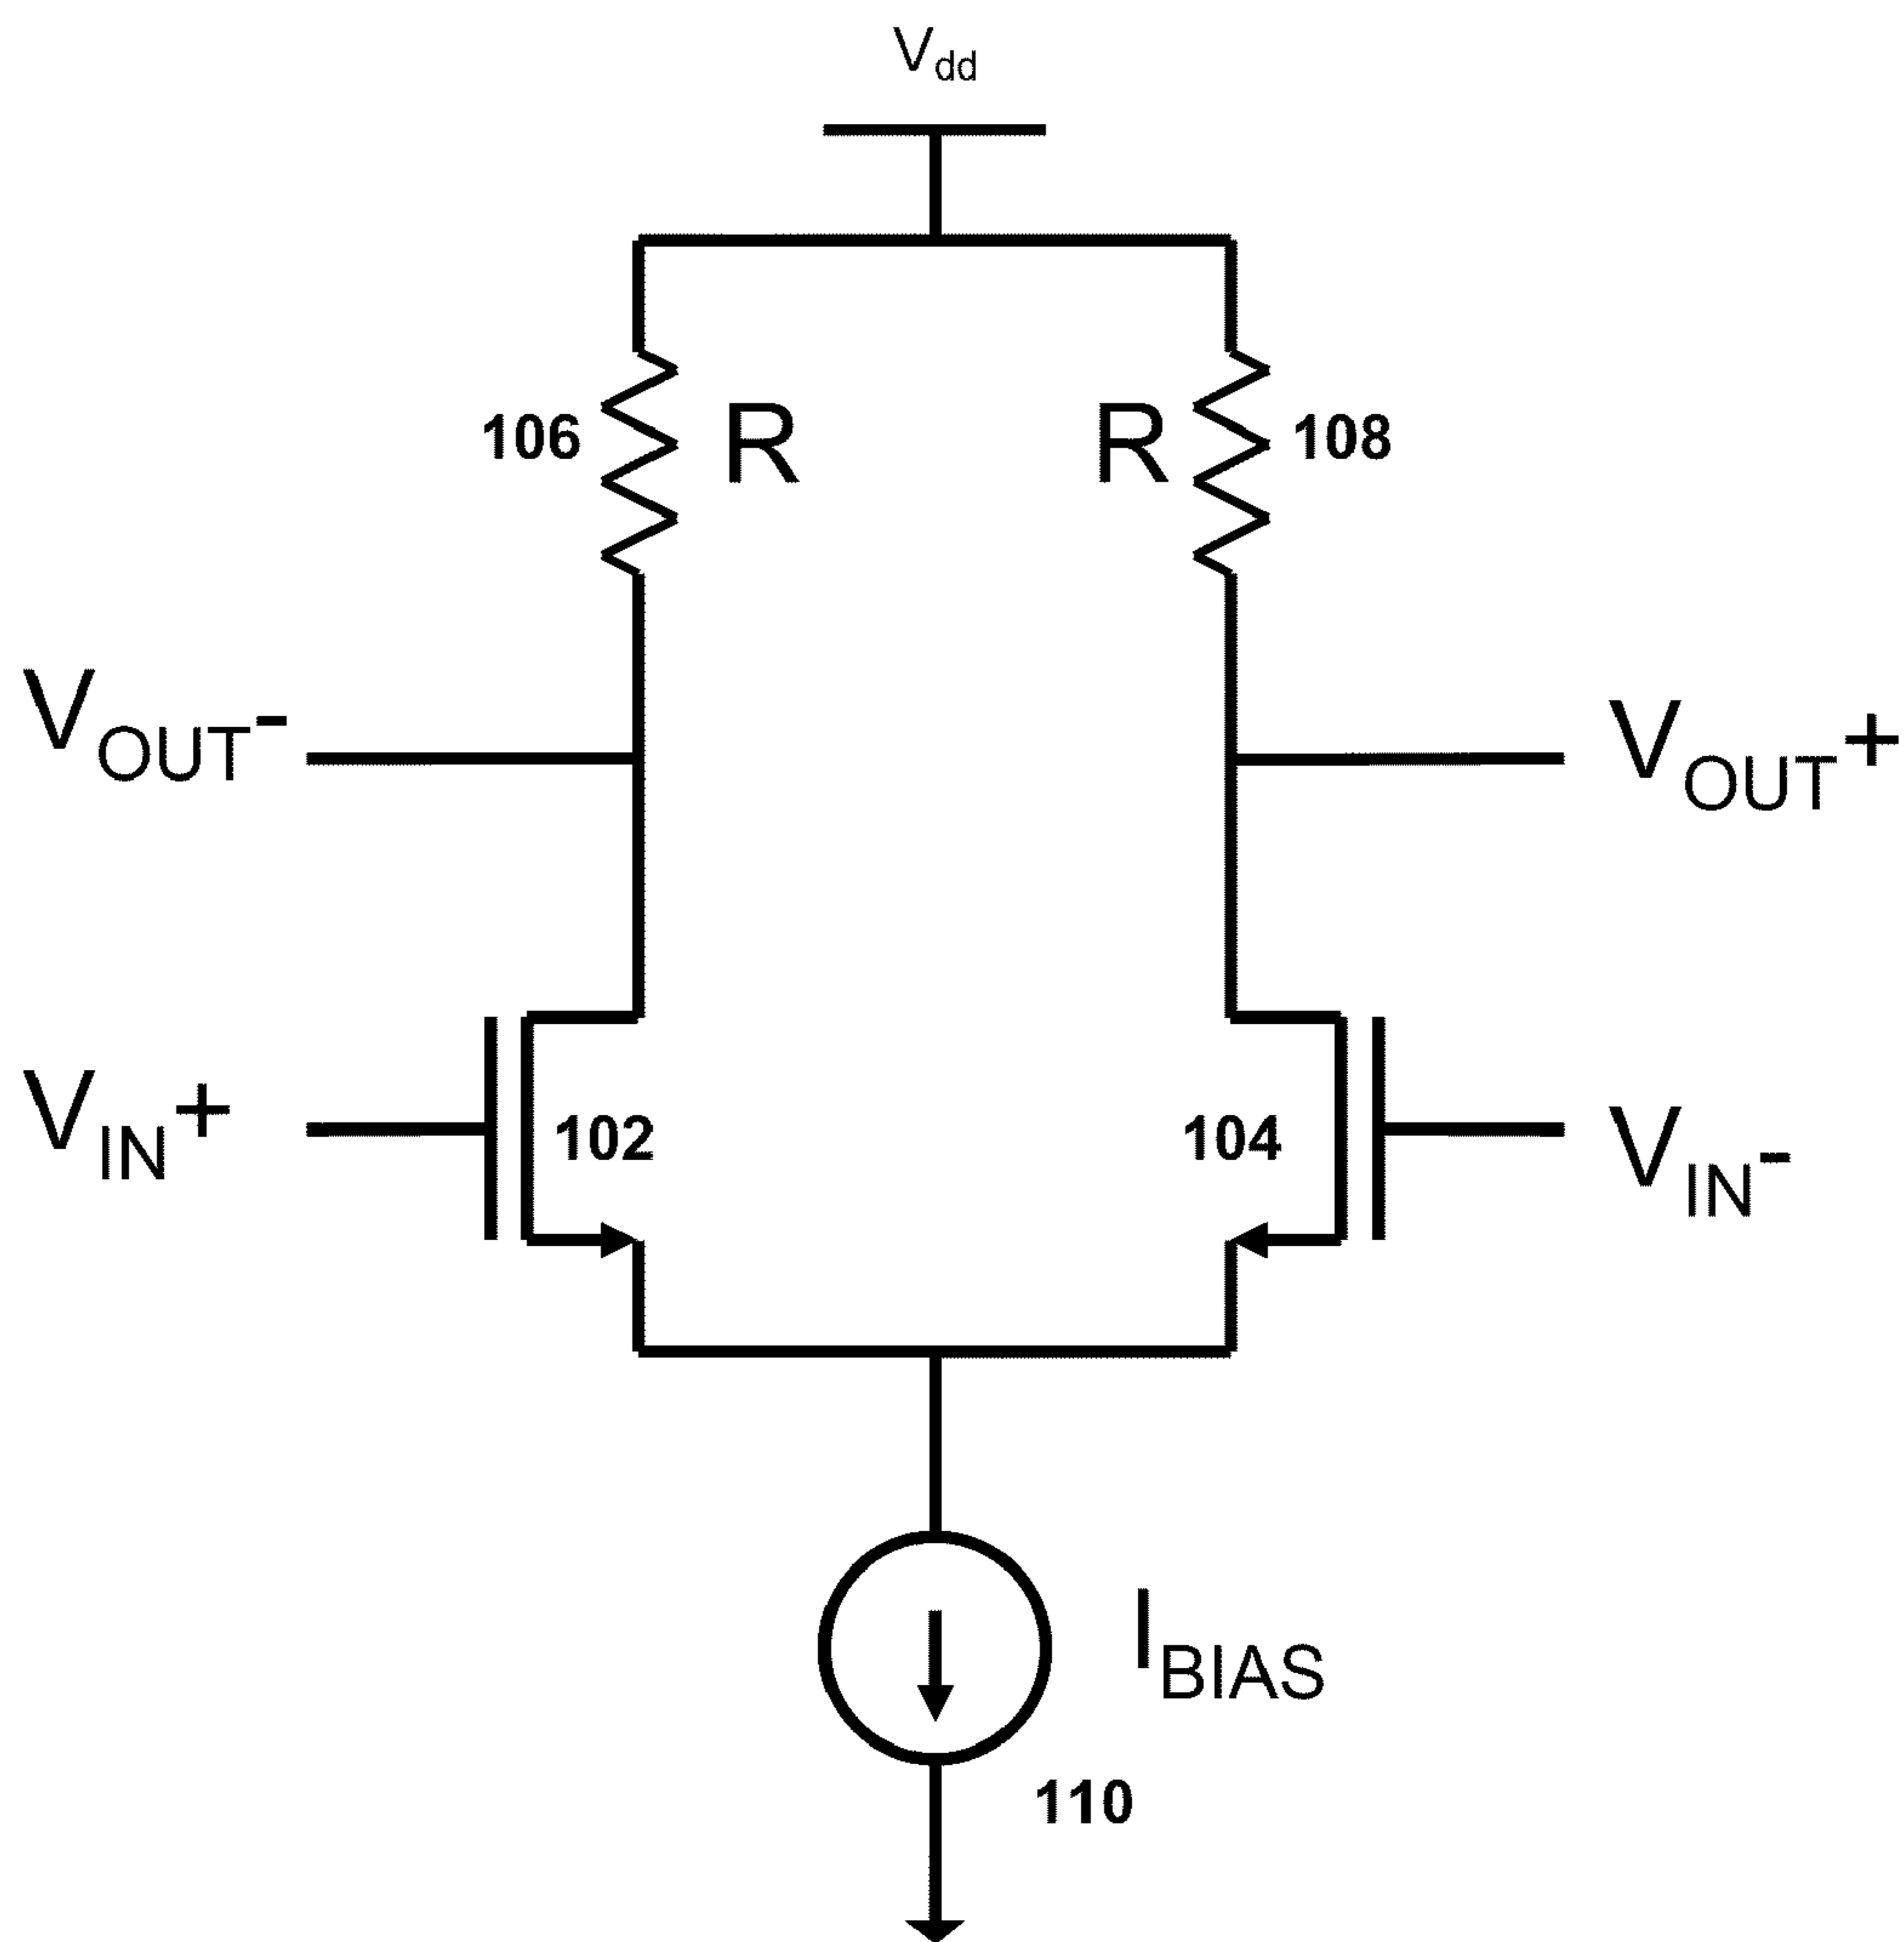 Vdd
106 R R 108
VOUT- VOUT+
VIN+ 102 104 VIN-
IBIAS
110